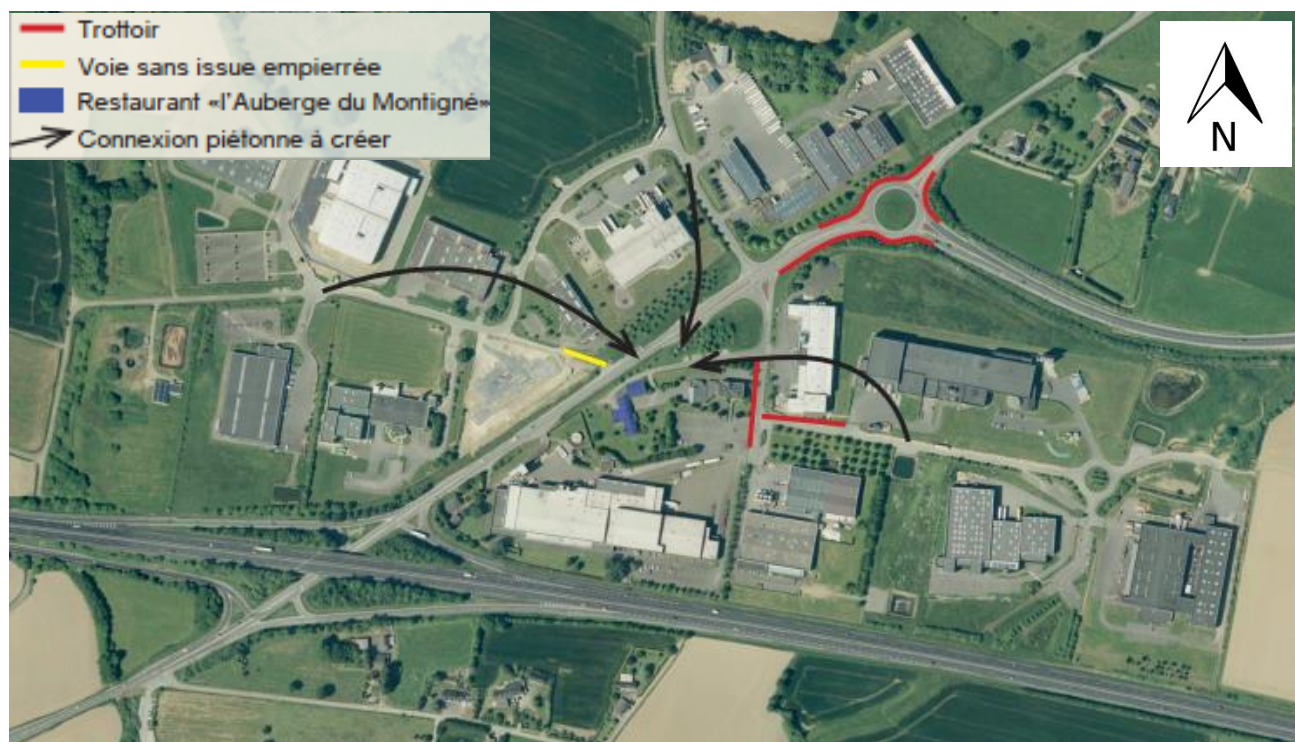 Trottoir
Voie sans issue empierrée
Restaurant «l'Auberge du Montigné»
Connexion piétonne à créer
N